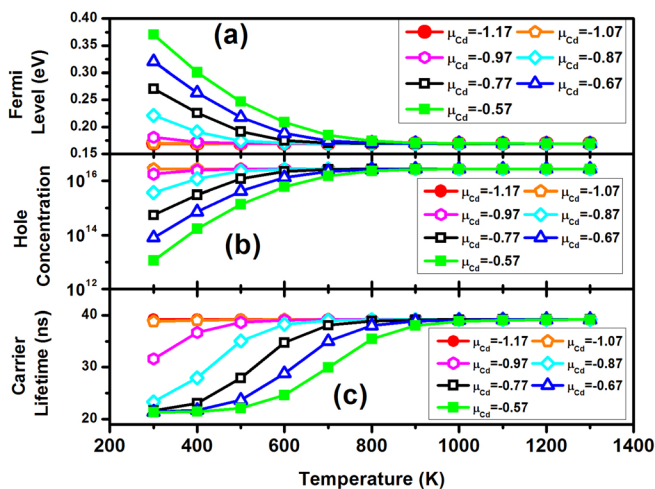 0.40
0.35
0.30
0.25
0.20
0.15
Fermi
Level (eV)
(a)
μCd=-1.17 μCd=-1.07
μCd=-0.97 μCd=-0.87
μCd=-0.77 μCd=-0.67
μCd=-0.57
10^16
10^14
10^12
Hole
Concentration
(b)
μCd=-1.17 μCd=-1.07
μCd=-0.97 μCd=-0.87
μCd=-0.77 μCd=-0.67
μCd=-0.57
40
30
20
Carrier
Lifetime (ns)
(c)
μCd=-1.17 μCd=-1.07
μCd=-0.97 μCd=-0.87
μCd=-0.77 μCd=-0.67
μCd=-0.57
200 400 600 800 1000 1200 1400
Temperature (K)